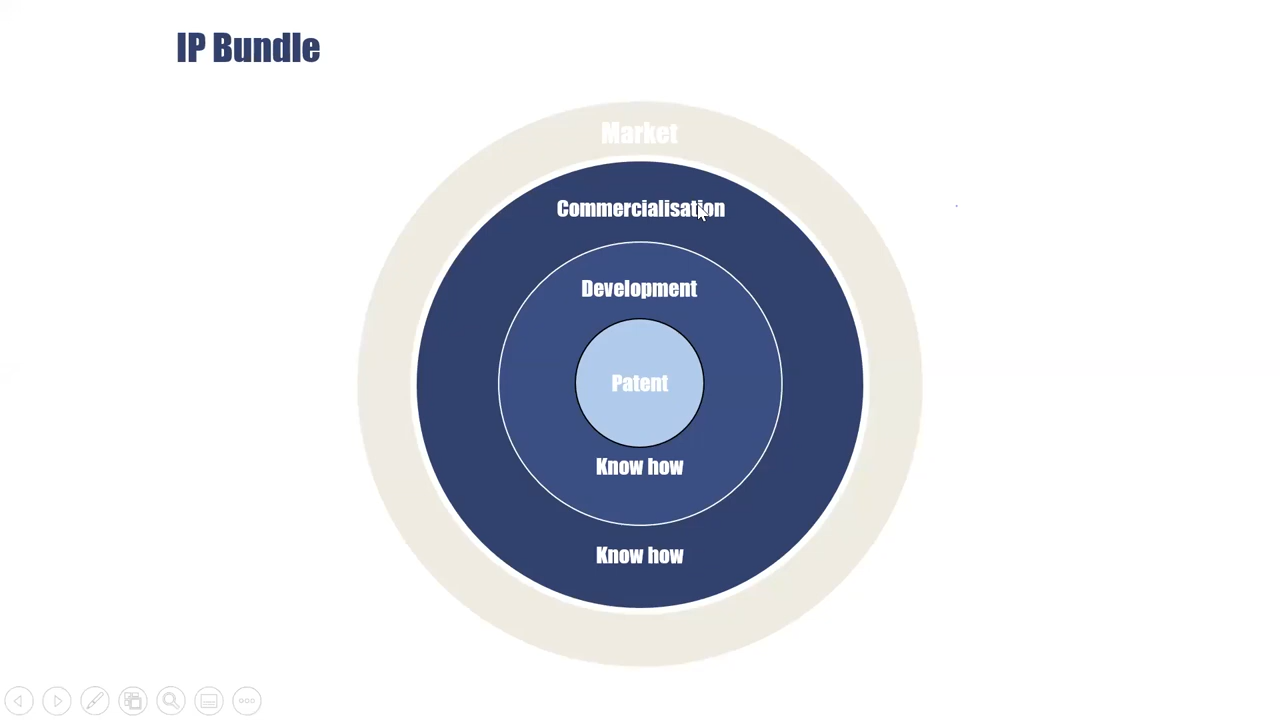 IP Bundle
Market
Commercialisation
Development
Patent
Know how
Know how